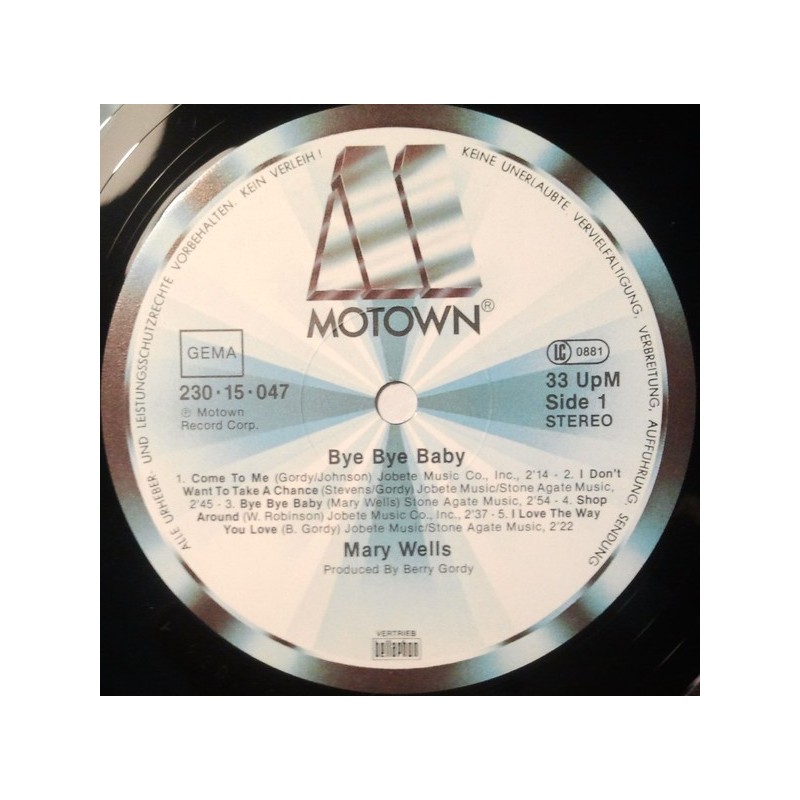 ALLE URHEBER- UND LEISTUNGSSCHUTZRECHTE VORBEHALTEN. KEIN VERLEIH! KEINE UNERLAUBTE VERVIELFÄLTIGUNG, VERBREITUNG, AUFFÜHRUNG, SENDUNG
MOTOWN®
GEMA
230·15·047
℗ Motown
Record Corp.
LC 0881
33 UpM
Side 1
STEREO
Bye Bye Baby
1. Come To Me (Gordy/Johnson) Jobete Music Co., Inc., 2'14 - 2. I Don't
Want To Take A Chance (Stevens/Gordy) Jobete Music/Stone Agate Music,
2'45 - 3. Bye Bye Baby (Mary Wells) Stone Agate Music, 2'54 - 4. Shop
Around (W. Robinson) Jobete Music Co., Inc., 2'37 - 5. I Love The Way
You Love (B. Gordy) Jobete Music/Stone Agate Music, 2'22
Mary Wells
Produced By Berry Gordy
VERTRIEB
bellaphon